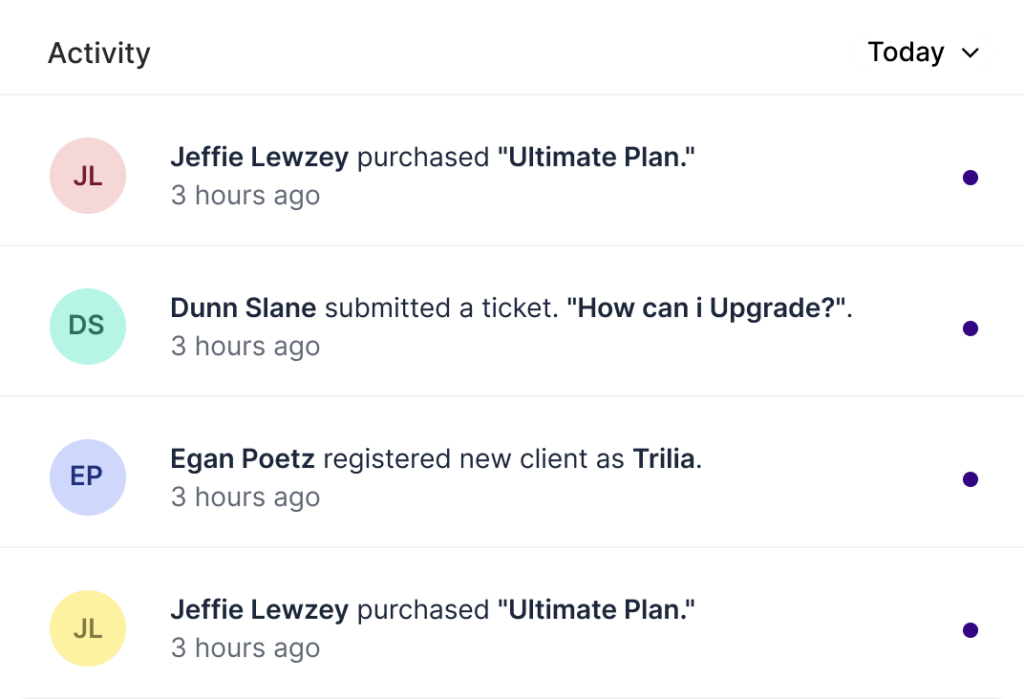 Activity
Today
JL
Jeffie Lewzey purchased "Ultimate Plan."
3 hours ago
DS
Dunn Slane submitted a ticket. "How can i Upgrade?".
3 hours ago
EP
Egan Poetz registered new client as Trilia.
3 hours ago
JL
Jeffie Lewzey purchased "Ultimate Plan."
3 hours ago